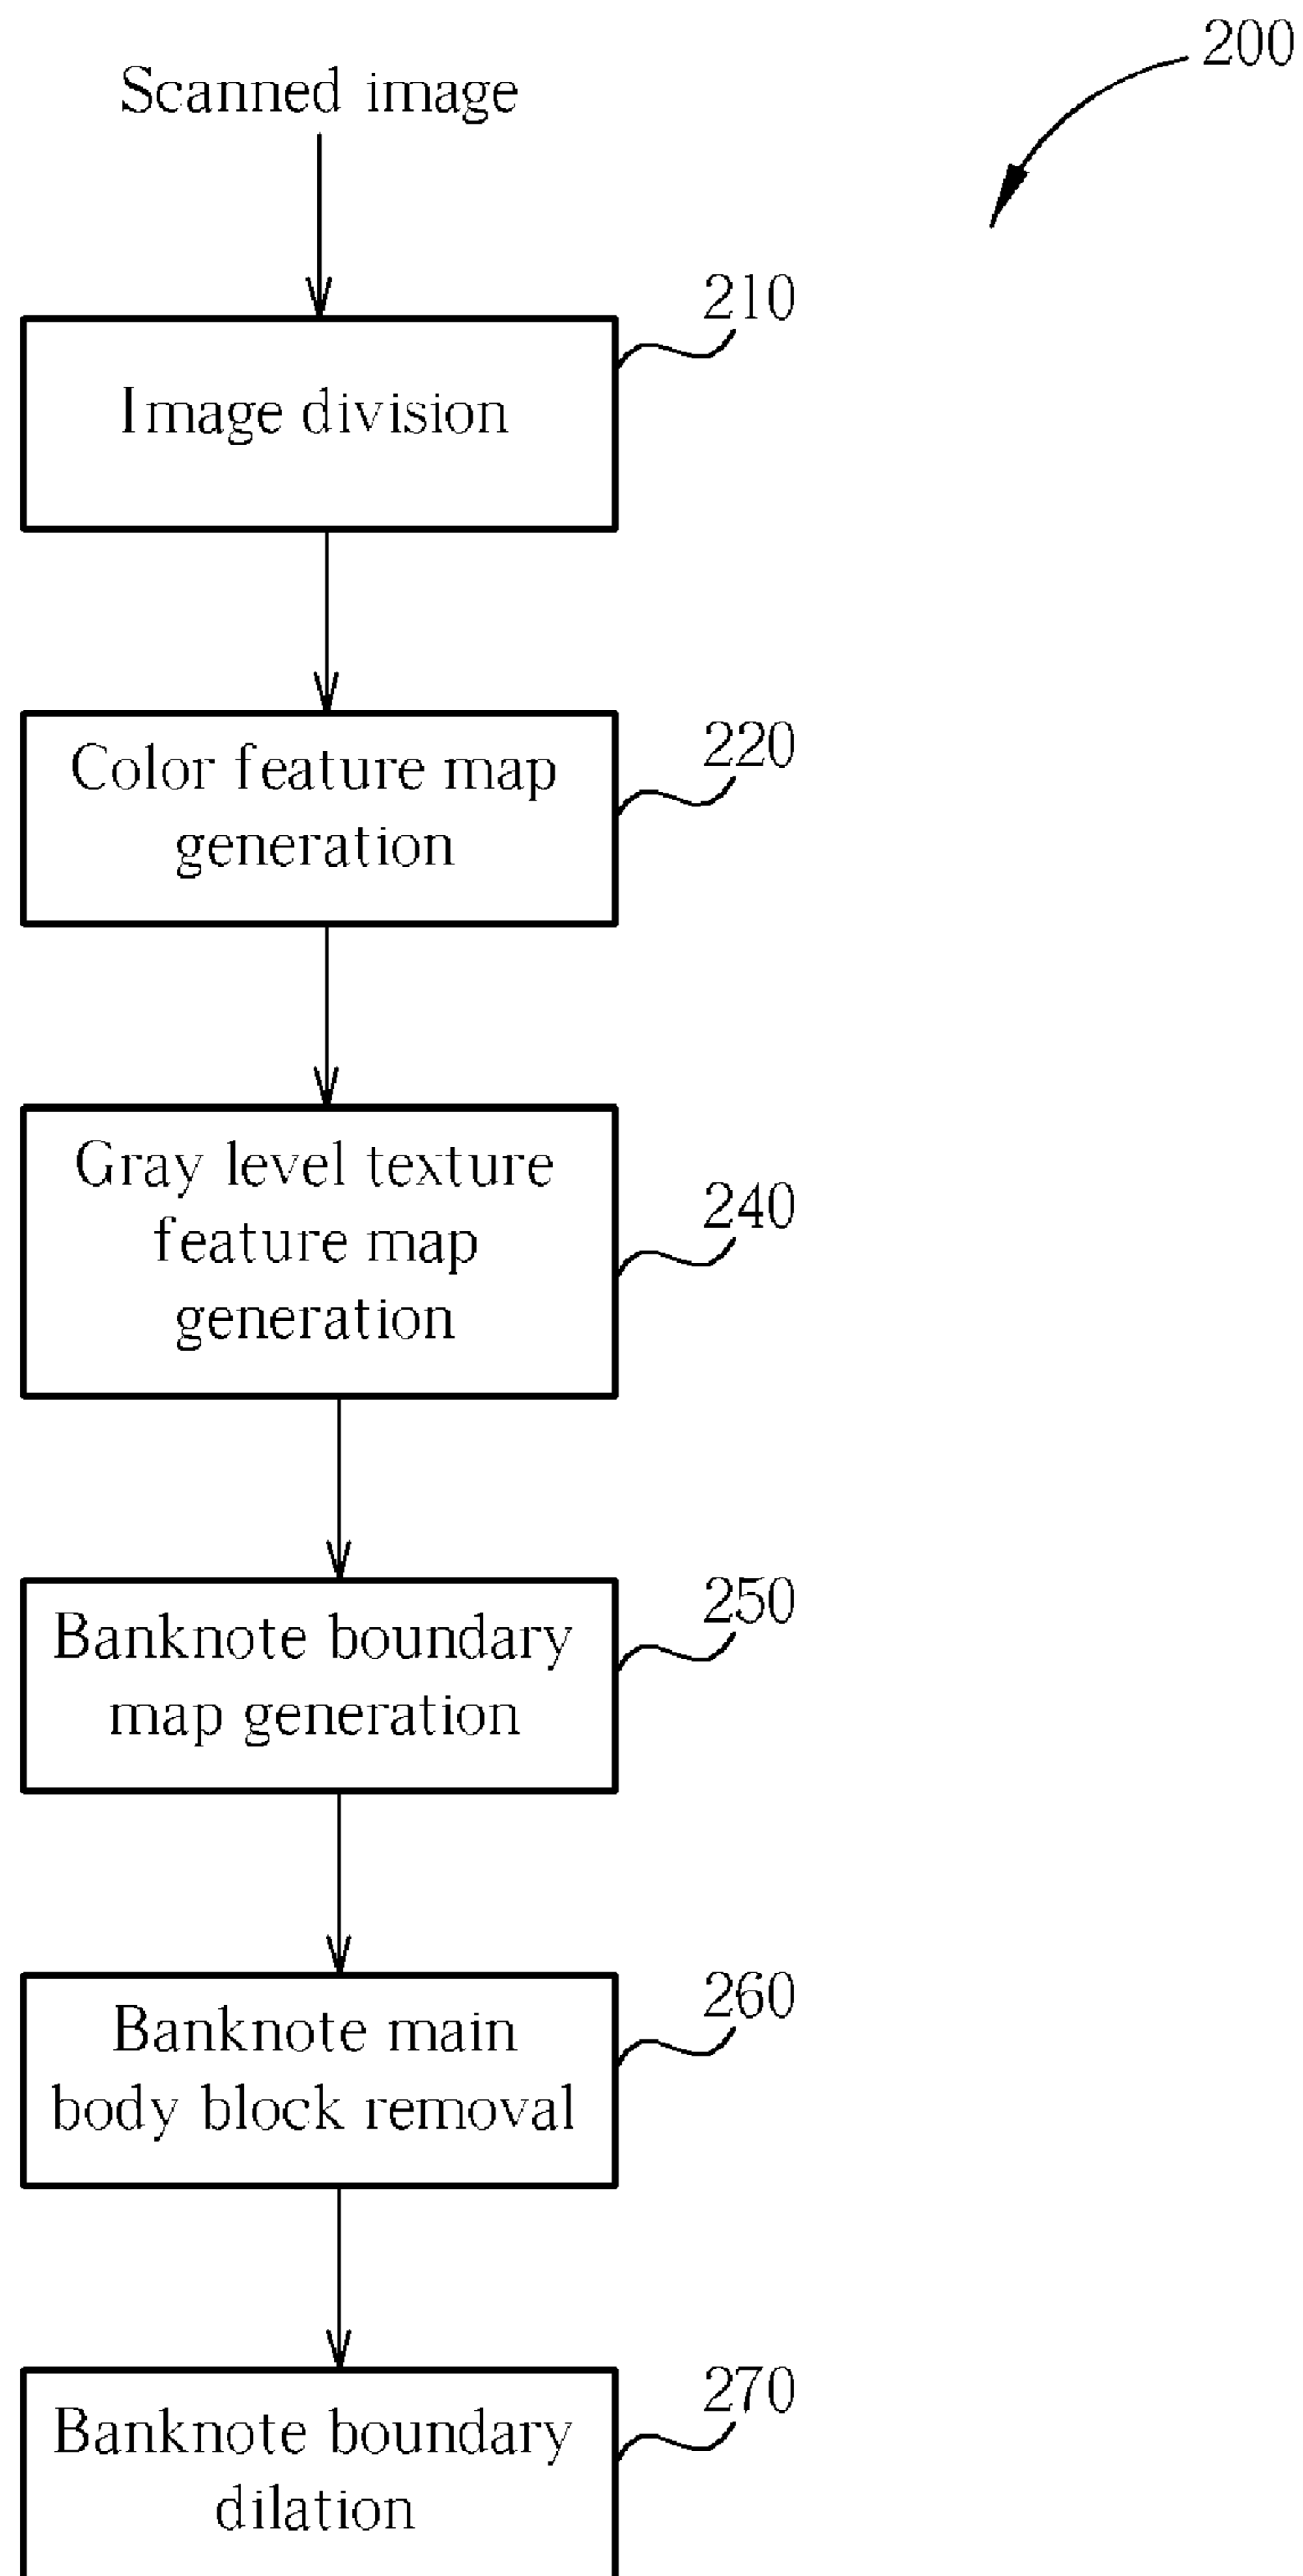 200
Scanned image
210
Image division
220
Color feature map
generation
240
Gray level texture
feature map
generation
250
Banknote boundary
map generation
260
Banknote main
body block removal
270
Banknote boundary
dilation